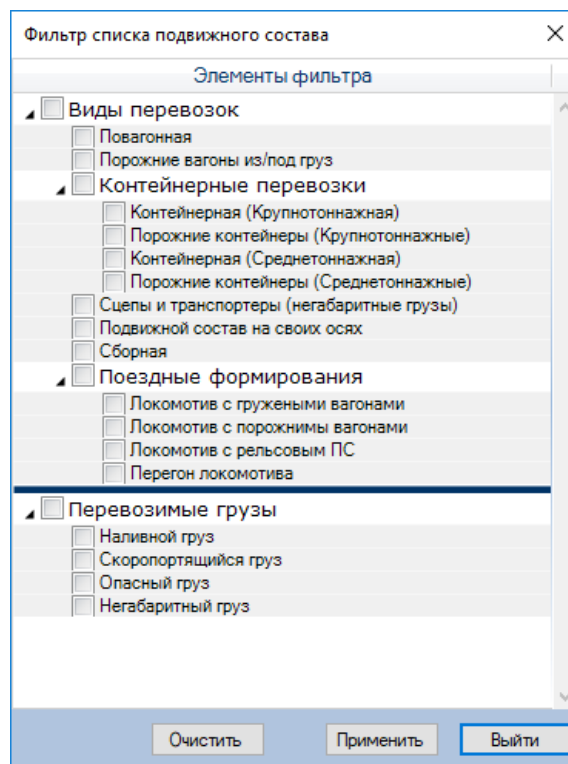 Фильтр списка подвижного состава
Элементы фильтра
Виды перевозок
Повагонная
Порожние вагоны из/под груз
Контейнерные перевозки
Контейнерная (Крупнотоннажная)
Порожние контейнеры (Крупнотоннажные)
Контейнерная (Среднетоннажная)
Порожние контейнеры (Среднетоннажные)
Сцепы и транспортеры (негабаритные грузы)
Подвижной состав на своих осях
Сборная
Поездные формирования
Локомотив с гружеными вагонами
Локомотив с порожнимы вагонами
Локомотив с рельсовым ПС
Перегон локомотива
Перевозимые грузы
Наливной груз
Скоропортящийся груз
Опасный груз
Негабаритный груз
Очистить Применить Выйти